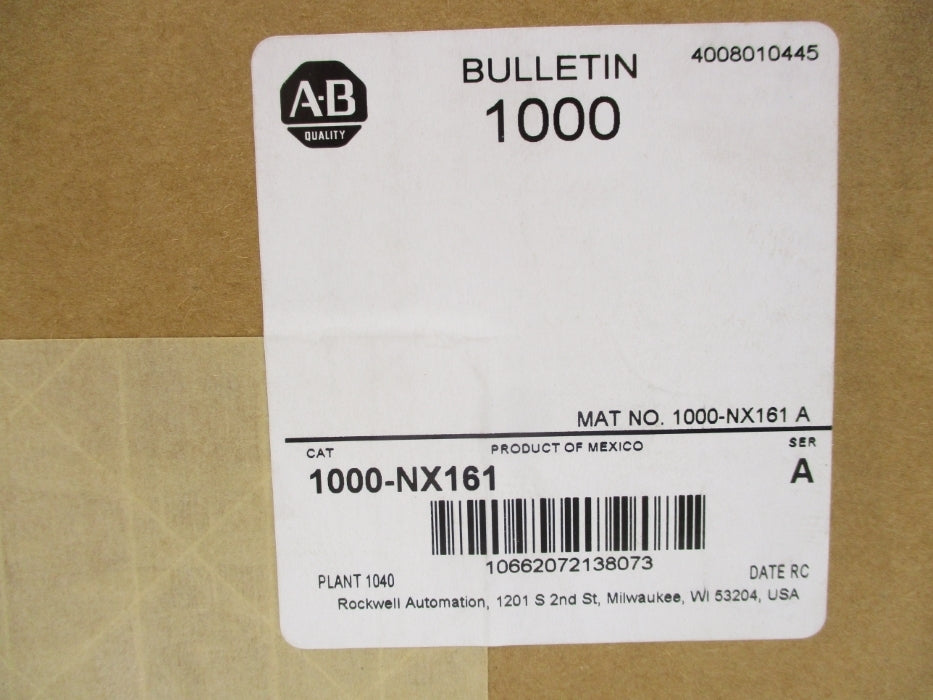 A·B
QUALITY
BULLETIN
1000
4008010445
MAT NO. 1000-NX161 A
CAT
PRODUCT OF MEXICO
SER
1000-NX161
A
10662072138073
PLANT 1040
DATE RC
Rockwell Automation, 1201 S 2nd St, Milwaukee, WI 53204, USA